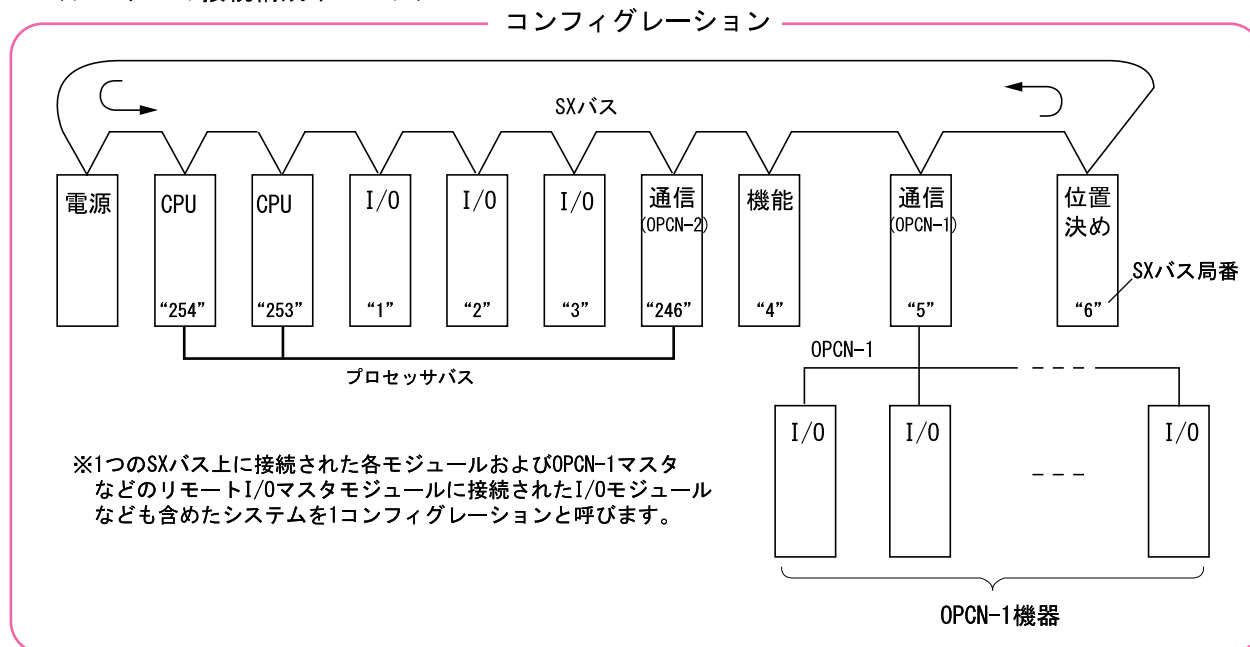 コンフィグレーション
SXバス
電源
CPU
CPU
I/O
I/O
I/O
通信
(OPCN-2)
機能
通信
(OPCN-1)
位置
決め
SXバス局番
“254”
“253”
“1”
“2”
“3”
“246”
“4”
“5”
“6”
プロセッサバス
OPCN-1
I/O
I/O
I/O
※1つのSXバス上に接続された各モジュールおよびOPCN-1マスタ
などのリモートI/Oマスタモジュールに接続されたI/Oモジュール
なども含めたシステムを1コンフィグレーションと呼びます。
OPCN-1機器